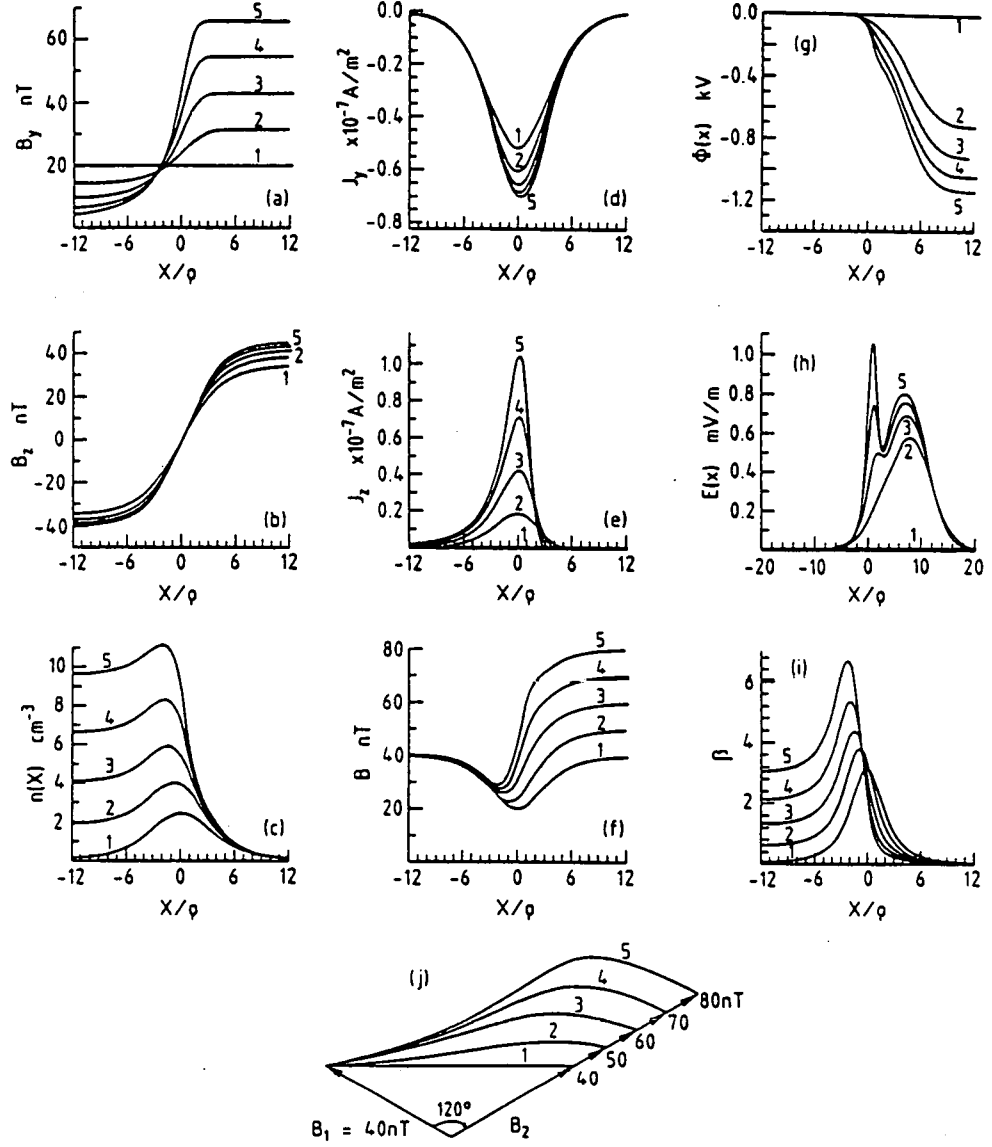 60
40
20
B_y nT
5
4
3
2
1
(a)
-12 -6 0 6 12
X/ρ
0.0
-0.2
-0.4
-0.6
-0.8
J_y ×10⁻⁷A/m²
1
2
5
(d)
-12 -6 0 6 12
X/ρ
0.0
-0.4
-0.8
-1.2
Φ(x) kV
(g)
1
2
3
4
5
-12 -6 0 6 12
X/ρ
40
20
0
-20
-40
B_z nT
5
2
1
(b)
-12 -6 0 6 12
X/ρ
1.0
0.8
0.6
0.4
0.2
J_z ×10⁻⁷A/m²
5
4
3
2
1
(e)
-12 -6 0 6 12
X/ρ
1.0
0.8
0.6
0.4
0.2
E(x) mV/m
(h)
5
3
2
1
-20 -10 0 10 20
X/ρ
10
8
6
4
2
n(X) cm⁻³
5
4
3
2
1
(c)
-12 -6 0 6 12
X/ρ
80
60
40
20
B nT
5
4
3
2
1
(f)
-12 -6 0 6 12
X/ρ
6
4
2
β
(i)
5
4
3
2
1
-12 -6 0 6 12
X/ρ
(j)
5
4
3
2
1
80nT
70
60
50
40
120°
B₁ = 40nT
B₂